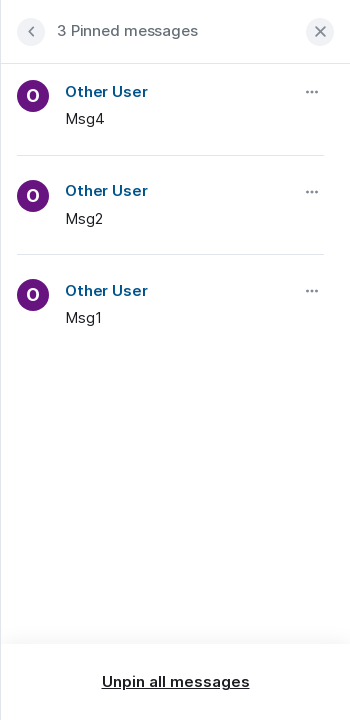 3 Pinned messages
O
Other User
Msg4
O
Other User
Msg2
O
Other User
Msg1
Unpin all messages